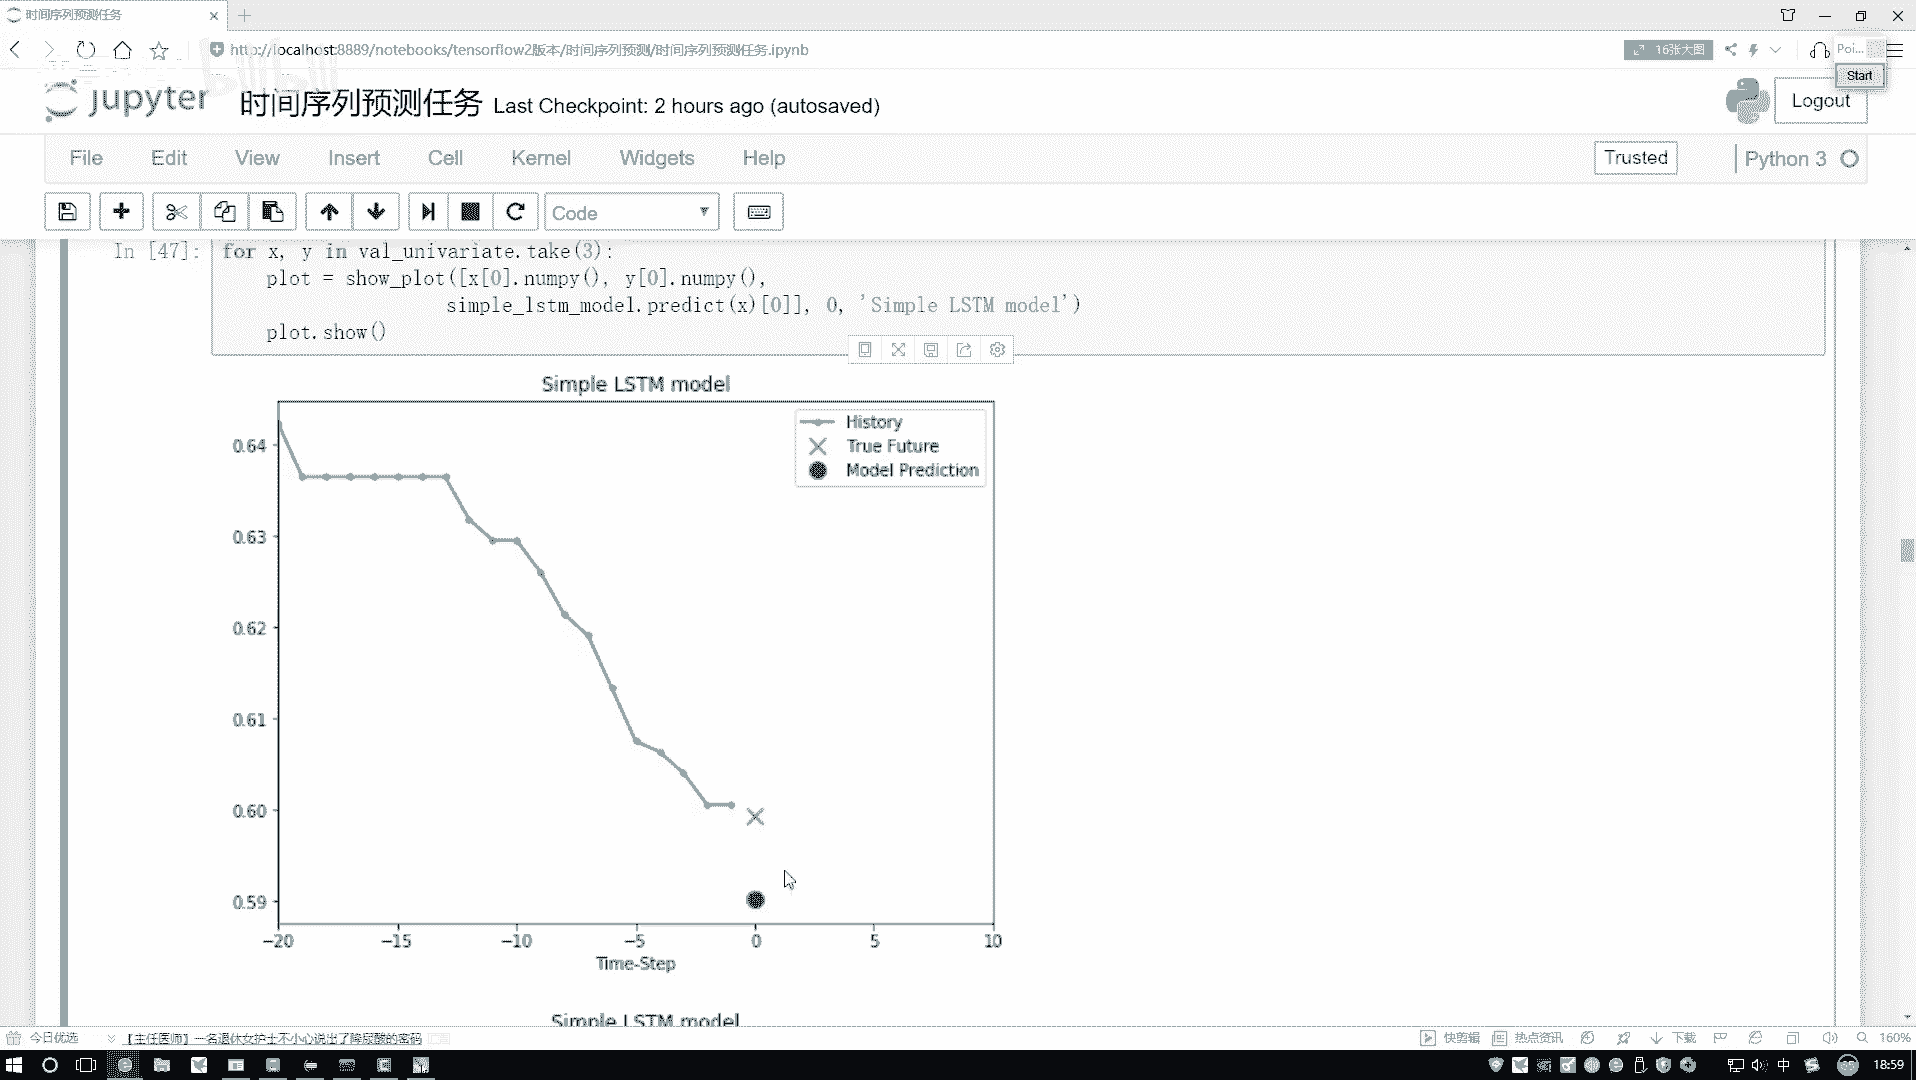 时间序列预测任务
http://localhost:8889/notebooks/tensorflow2版本/时间序列预测/时间序列预测任务.ipynb
16张大图
Poi...
Start
jupyter 时间序列预测任务 Last Checkpoint: 2 hours ago (autosaved)
Logout
File Edit View Insert Cell Kernel Widgets Help
Trusted
Python 3
Code
In [47]: for x, y in val_univariate.take(3):
plot = show_plot([x[0].numpy(), y[0].numpy(),
simple_lstm_model.predict(x)[0]], 0, 'Simple LSTM model')
plot.show()
Simple LSTM model
History
True Future
Model Prediction
0.64
0.63
0.62
0.61
0.60
0.59
−20 −15 −10 −5 0 5 10
Time-Step
Simple LSTM model
今日优选
【主任医师】一名退休女护士不小心说出了降尿酸的密码
快剪辑
热点资讯
下载
160%
中
18:59